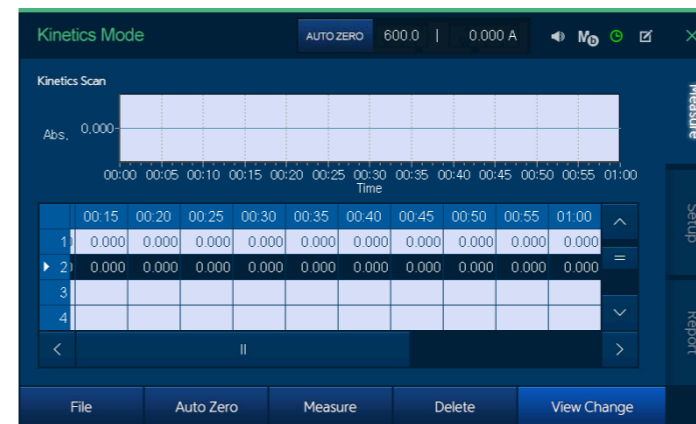 Kinetics Mode AUTO ZERO 600.0 | 0.000 A Mb
Kinetics Scan
Abs. 0.000
00:00 00:05 00:10 00:15 00:20 00:25 00:30 00:35 00:40 00:45 00:50 00:55 01:00
Time
00:15 00:20 00:25 00:30 00:35 00:40 00:45 00:50 00:55 01:00
1 0.000 0.000 0.000 0.000 0.000 0.000 0.000 0.000 0.000 0.000
2 0.000 0.000 0.000 0.000 0.000 0.000 0.000 0.000 0.000 0.000
3
4
File Auto Zero Measure Delete View Change
Measure
Setup
Report